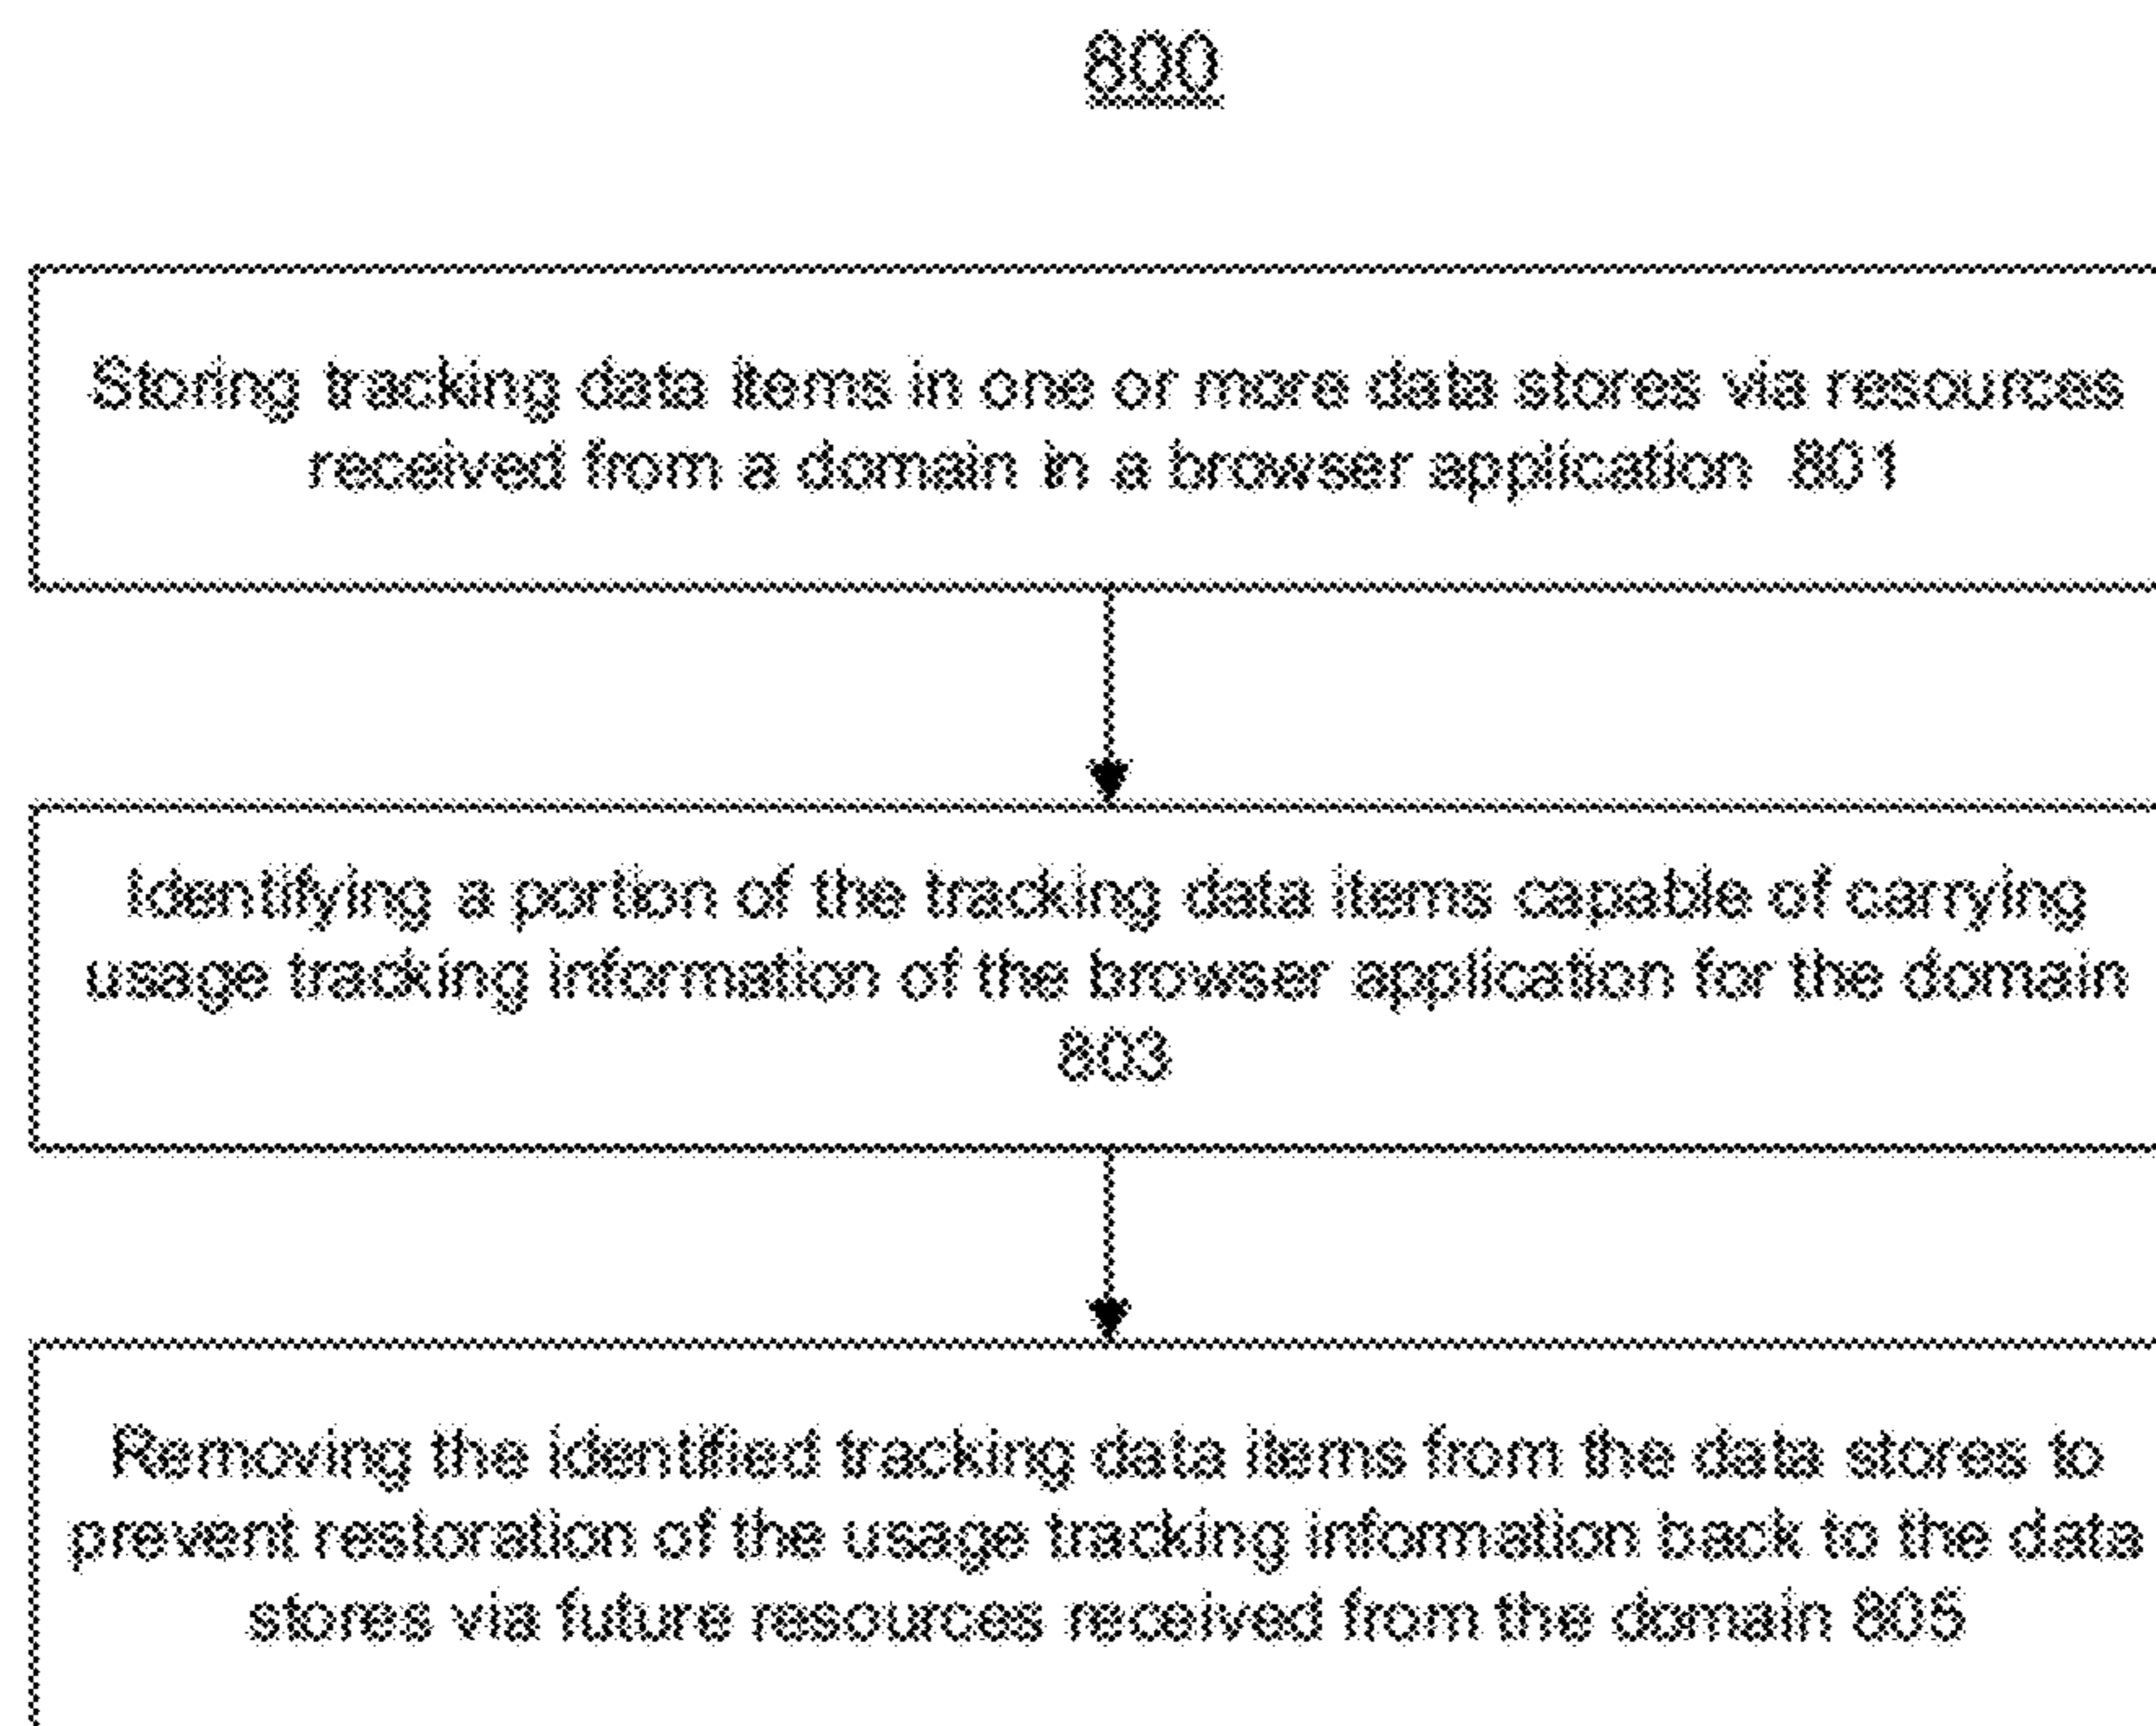 800
Storing tracking data items in one or more data stores via resources
received from a domain in a browser application 801
Identifying a portion of the tracking data items capable of carrying
usage tracking information of the browser application for the domain
803
Removing the identified tracking data items from the data stores to
prevent restoration of the usage tracking information back to the data
stores via future resources received from the domain 805